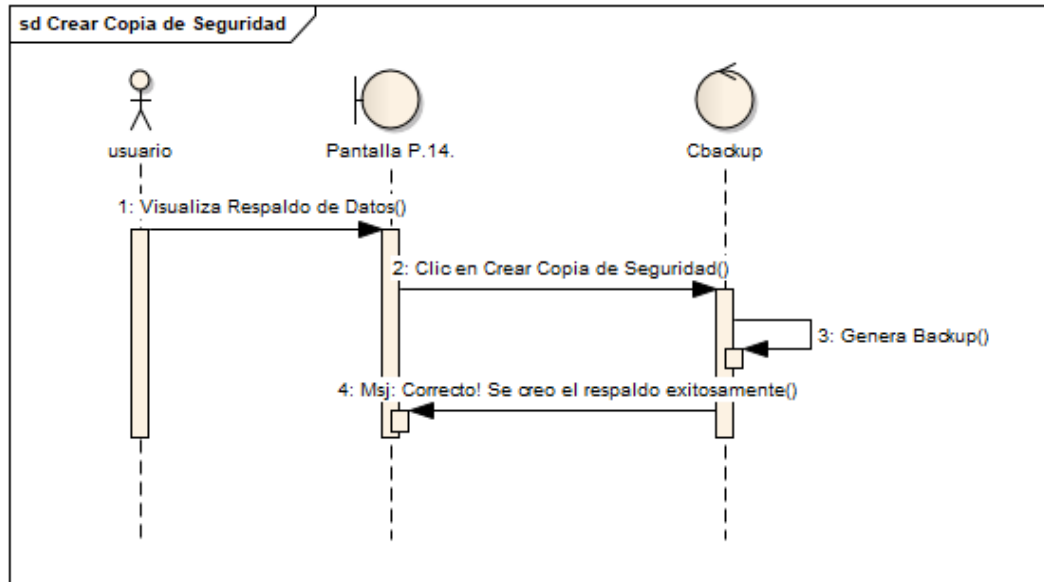 sd Crear Copia de Seguridad
usuario
Pantalla P.14.
Cbackup
1: Visualiza Respaldo de Datos()
2: Clic en Crear Copia de Seguridad()
3: Genera Backup()
4: Msj: Correcto! Se creo el respaldo exitosamente()